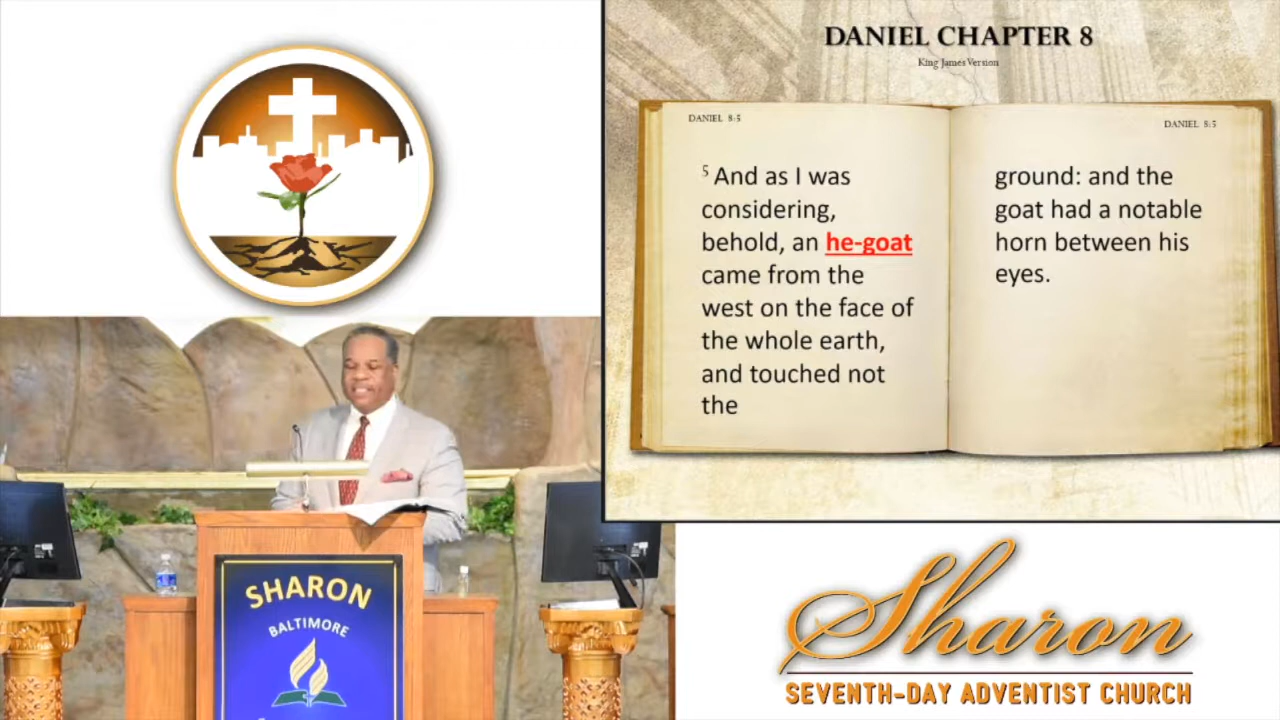 DANIEL CHAPTER 8
King James Version
DANIEL 8:5
5 And as I was
considering,
behold, an he-goat
came from the
west on the face of
the whole earth,
and touched not
the
DANIEL 8:5
ground: and the
goat had a notable
horn between his
eyes.
SHARON
BALTIMORE
Sharon
SEVENTH-DAY ADVENTIST CHURCH